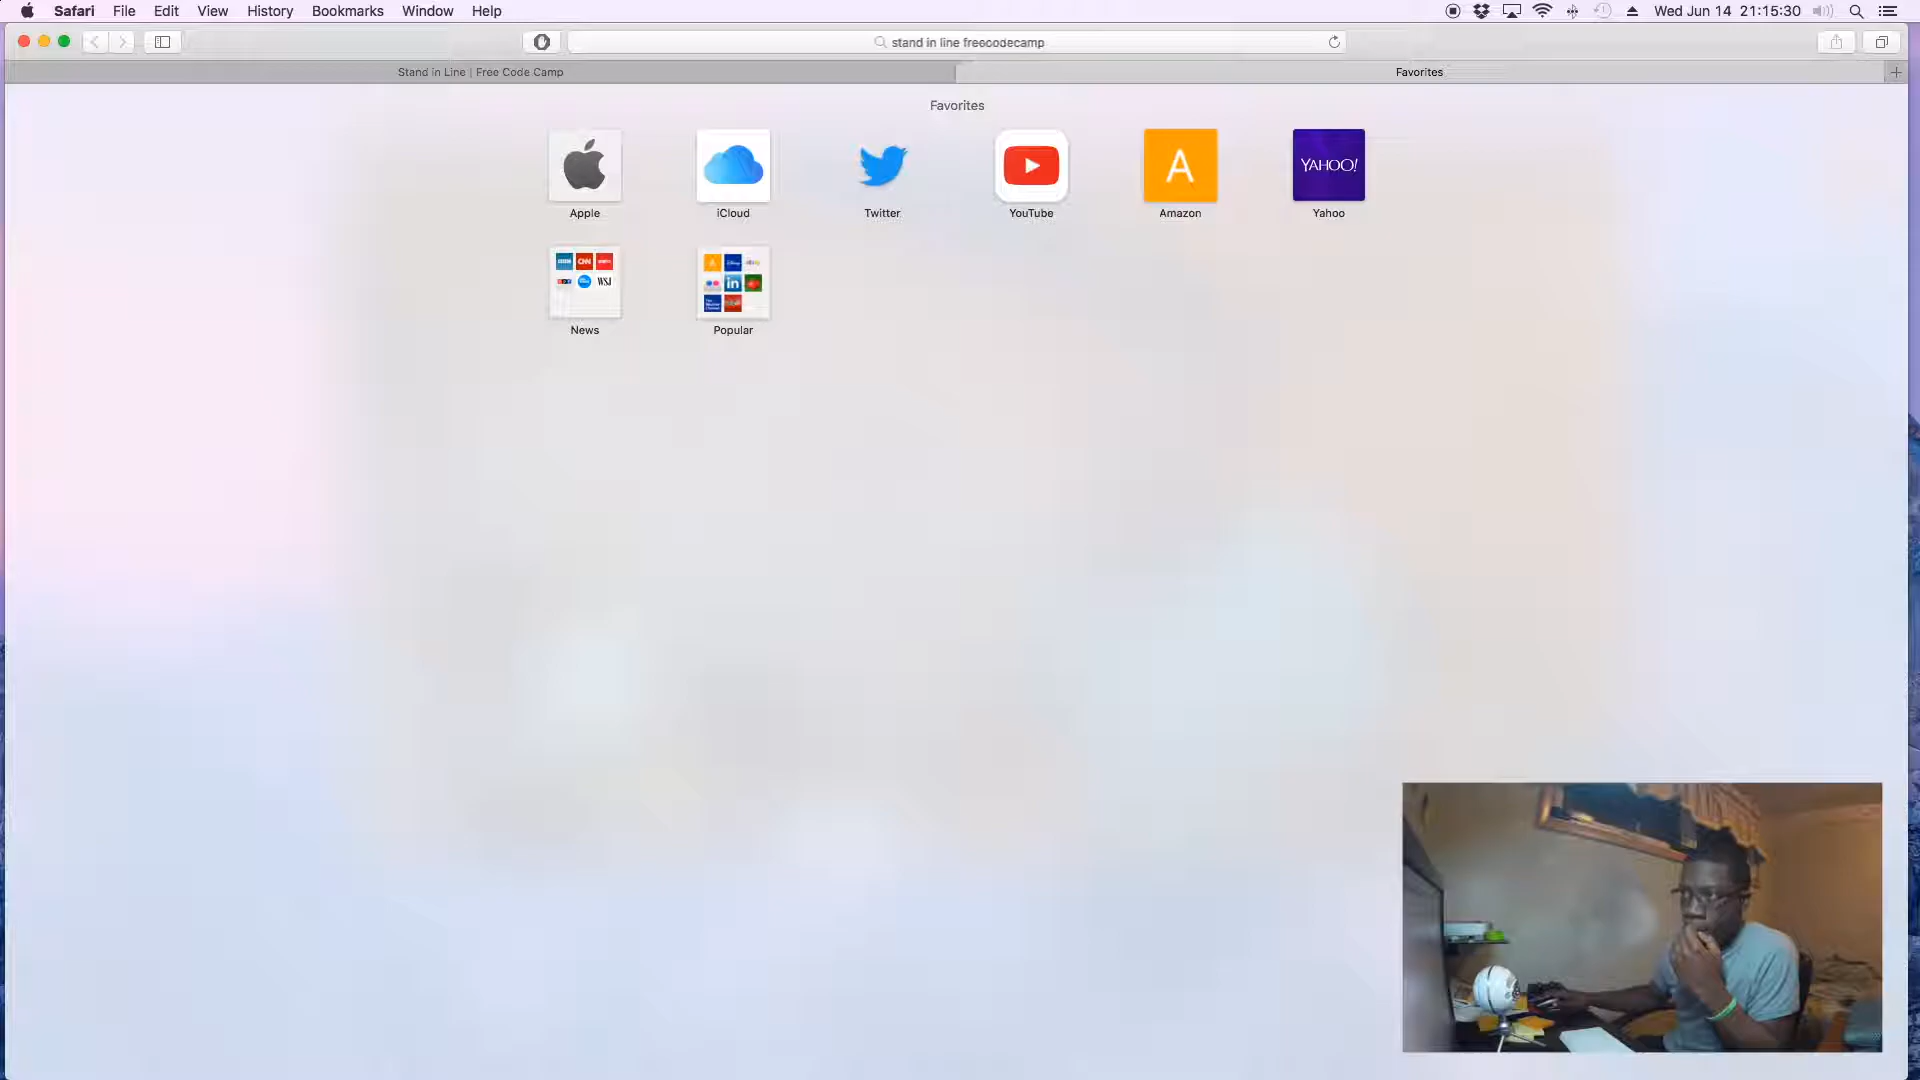 Safari File Edit View History Bookmarks Window Help
Wed Jun 14 21:15:30
stand in line freecodecamp
Stand in Line | Free Code Camp
Favorites
Favorites
YAHOO!
Apple
iCloud
Twitter
YouTube
A
Amazon
Yahoo
CNN
WSJ
A
in
News
Popular